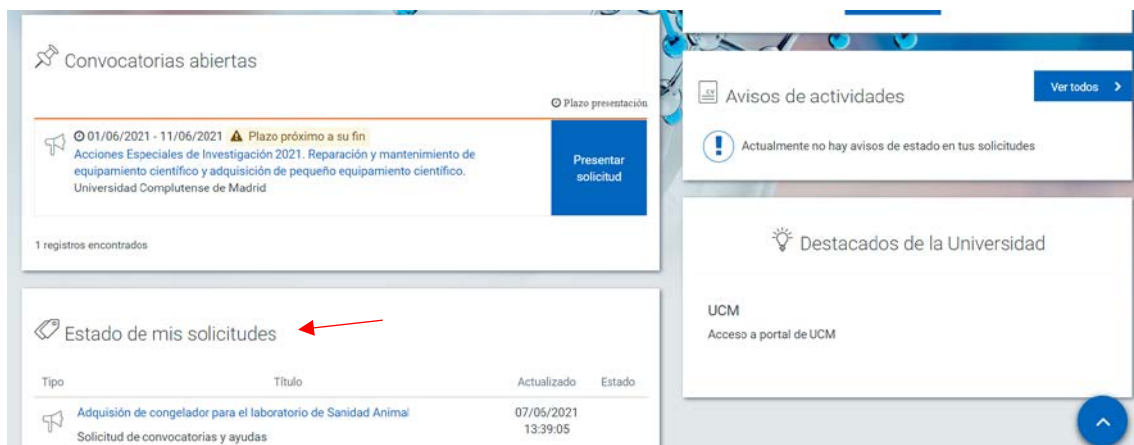 Convocatorias abiertas
Plazo presentación
01/06/2021 - 11/06/2021 Plazo próximo a su fin
Acciones Especiales de Investigación 2021. Reparación y mantenimiento de
equipamiento científico y adquisición de pequeño equipamiento científico.
Universidad Complutense de Madrid
Presentar
solicitud
1 registros encontrados
Estado de mis solicitudes
Tipo Título Actualizado Estado
Adquisión de congelador para el laboratorio de Sanidad Animal
Solicitud de convocatorias y ayudas
07/06/2021
13:39:05
CV
Avisos de actividades
Ver todos
Actualmente no hay avisos de estado en tus solicitudes
Destacados de la Universidad
UCM
Acceso a portal de UCM